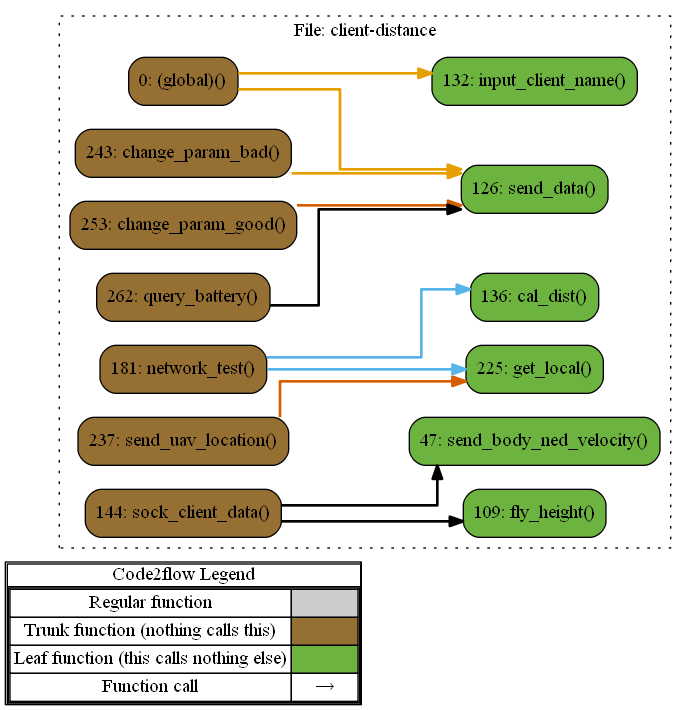 File: client-distance
0: (global)()
132: input_client_name()
243: change_param_bad()
126: send_data()
253: change_param_good()
262: query_battery()
136: cal_dist()
181: network_test()
225: get_local()
237: send_uav_location()
47: send_body_ned_velocity()
144: sock_client_data()
109: fly_height()
Code2flow Legend
Regular function
Trunk function (nothing calls this)
Leaf function (this calls nothing else)
Function call →